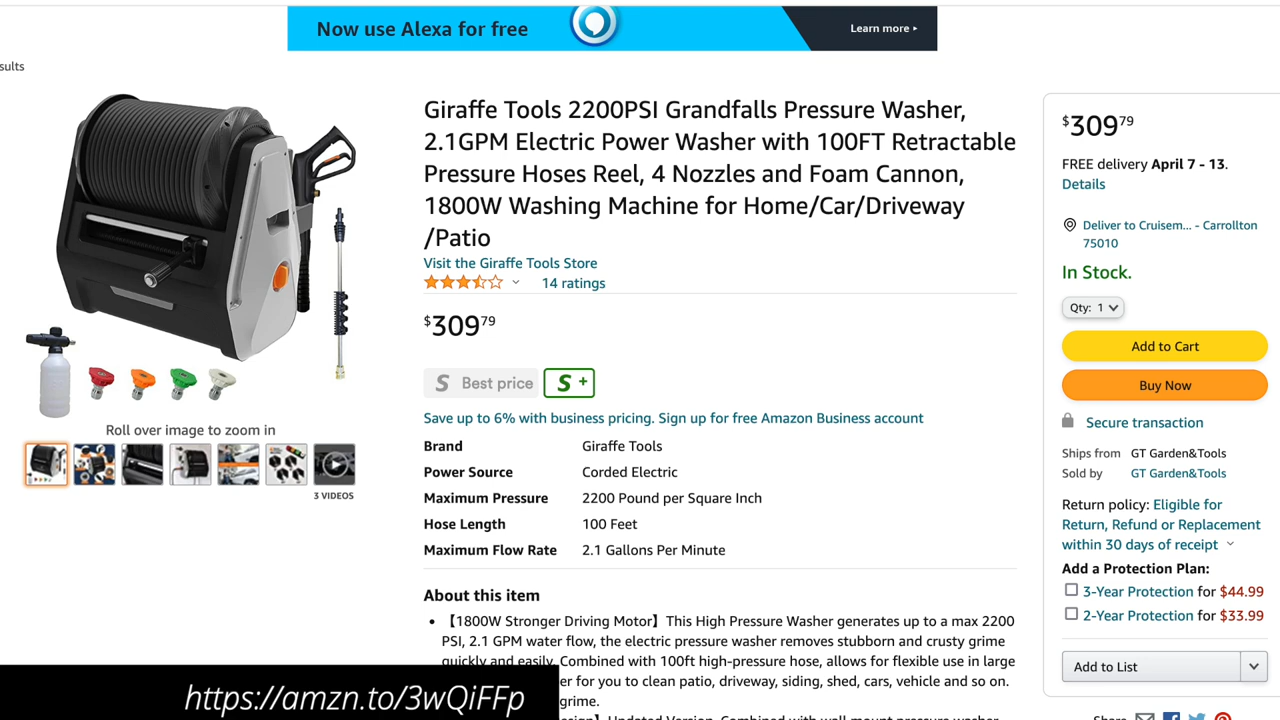 Now use Alexa for free
Learn more ▸
sults
Giraffe Tools 2200PSI Grandfalls Pressure Washer,
2.1GPM Electric Power Washer with 100FT Retractable
Pressure Hoses Reel, 4 Nozzles and Foam Cannon,
1800W Washing Machine for Home/Car/Driveway
/Patio
Visit the Giraffe Tools Store
14 ratings
$309 79
S Best price
S +
Save up to 6% with business pricing. Sign up for free Amazon Business account
Brand Giraffe Tools
Power Source Corded Electric
Maximum Pressure 2200 Pound per Square Inch
Hose Length 100 Feet
Maximum Flow Rate 2.1 Gallons Per Minute
About this item
• 【1800W Stronger Driving Motor】This High Pressure Washer generates up to a max 2200
PSI, 2.1 GPM water flow, the electric pressure washer removes stubborn and crusty grime
quickly and easily. Combined with 100ft high-pressure hose, allows for flexible use in large
er for you to clean patio, driveway, siding, shed, cars, vehicle and so on.
grime.
Updated Version. Combined with wall mount pressure washer
Roll over image to zoom in
3 VIDEOS
$309 79
FREE delivery April 7 - 13.
Details
Deliver to Cruisem... - Carrollton
75010
In Stock.
Qty: 1
Add to Cart
Buy Now
Secure transaction
Ships from GT Garden&Tools
Sold by GT Garden&Tools
Return policy: Eligible for
Return, Refund or Replacement
within 30 days of receipt
Add a Protection Plan:
3-Year Protection for $44.99
2-Year Protection for $33.99
Add to List
Share
https://amzn.to/3wQiFFp